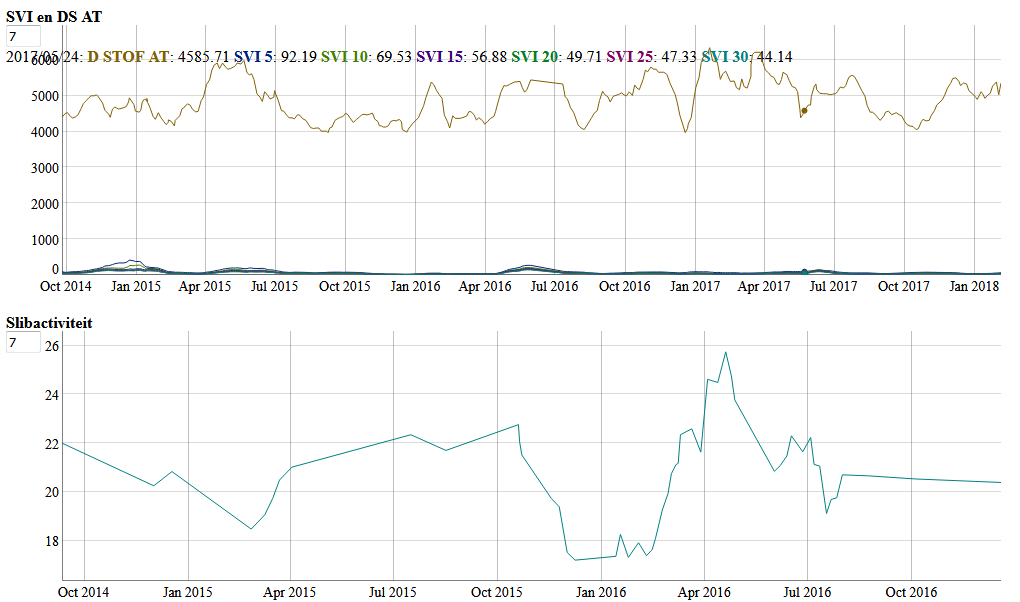 SVI en DS AT
7
2017/05/24: D STOF AT: 4585.71 SVI 5: 92.19 SVI 10: 69.53 SVI 15: 56.88 SVI 20: 49.71 SVI 25: 47.33 SVI 30: 44.14
6000
5000
4000
3000
2000
1000
0
Oct 2014 Jan 2015 Apr 2015 Jul 2015 Oct 2015 Jan 2016 Apr 2016 Jul 2016 Oct 2016 Jan 2017 Apr 2017 Jul 2017 Oct 2017 Jan 2018
Slibactiviteit
7
26
24
22
20
18
Oct 2014 Jan 2015 Apr 2015 Jul 2015 Oct 2015 Jan 2016 Apr 2016 Jul 2016 Oct 2016